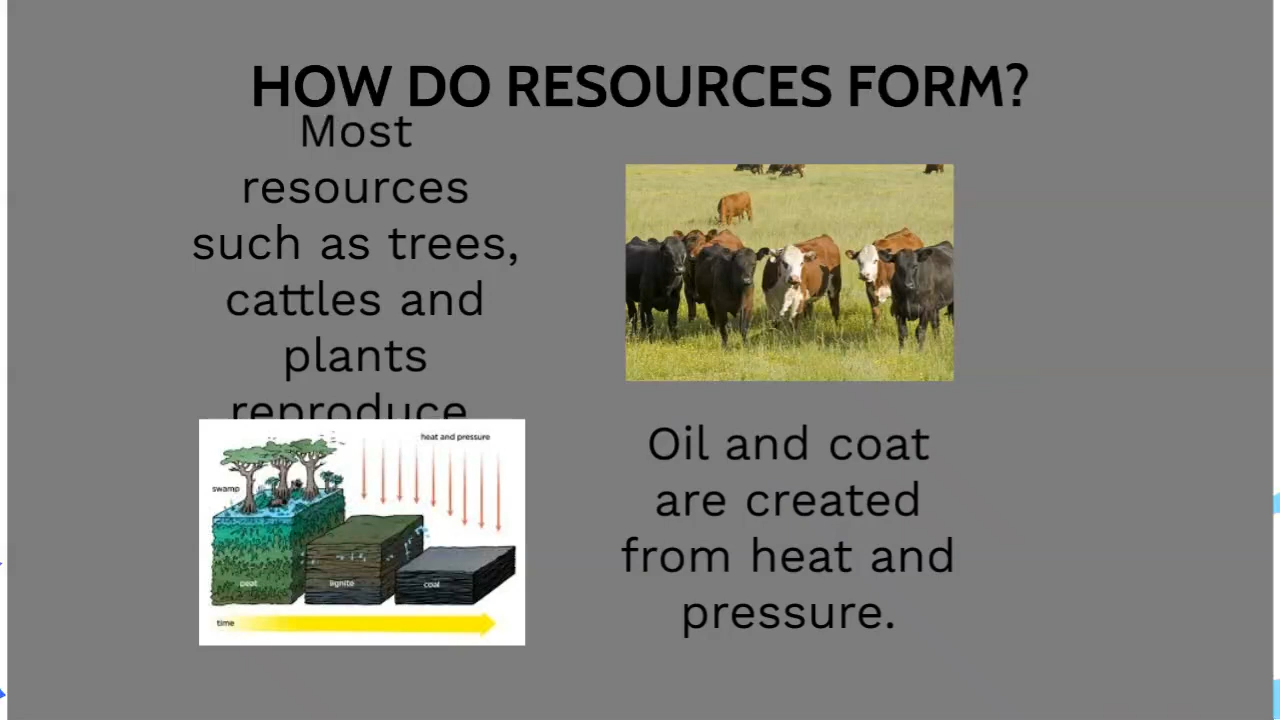 HOW DO RESOURCES FORM?
Most
resources
such as trees,
cattles and
plants
reproduce
heat and pressure
swamp
peat
lignite
coal
time
Oil and coat
are created
from heat and
pressure.